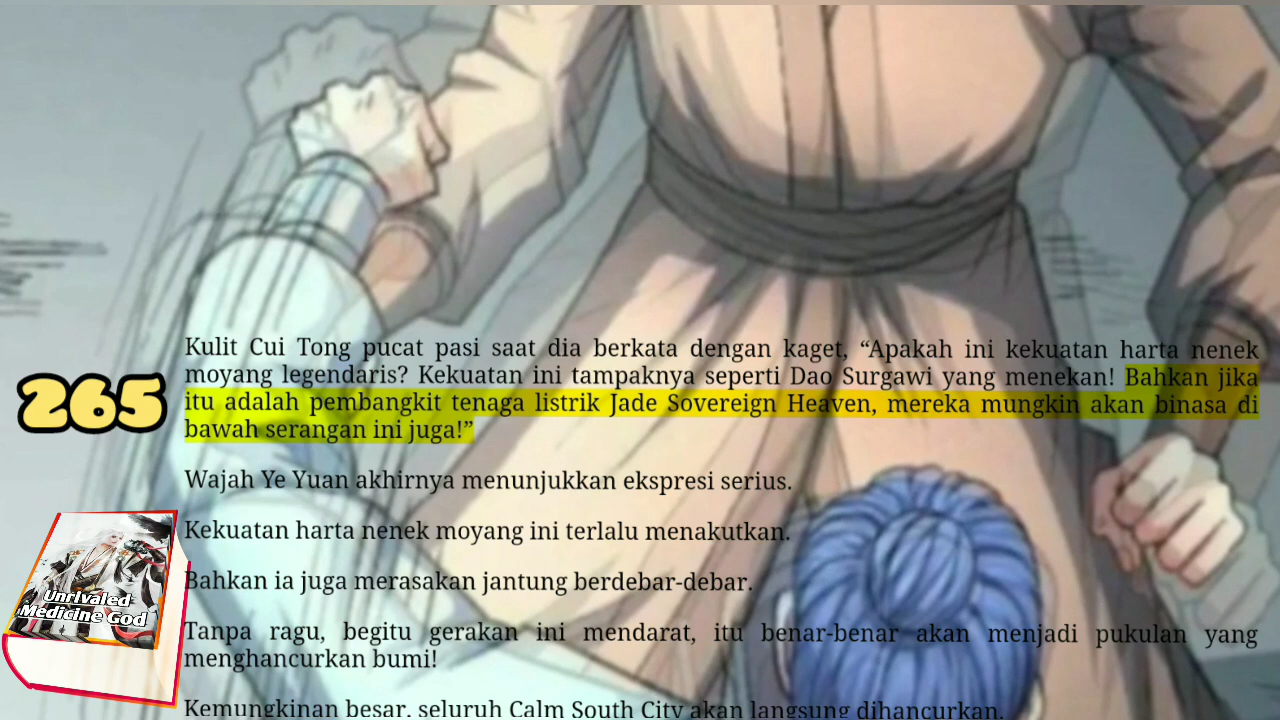 Kulit Cui Tong pucat pasi saat dia berkata dengan kaget, “Apakah ini kekuatan harta nenek
moyang legendaris? Kekuatan ini tampaknya seperti Dao Surgawi yang menekan! Bahkan jika
itu adalah pembangkit tenaga listrik Jade Sovereign Heaven, mereka mungkin akan binasa di
bawah serangan ini juga!”
265
Wajah Ye Yuan akhirnya menunjukkan ekspresi serius.
Kekuatan harta nenek moyang ini terlalu menakutkan.
Bahkan ia juga merasakan jantung berdebar-debar.
Unrivaled
Medicine God
Tanpa ragu, begitu gerakan ini mendarat, itu benar-benar akan menjadi pukulan yang
menghancurkan bumi!
Kemungkinan besar, seluruh Calm South City akan langsung dihancurkan.